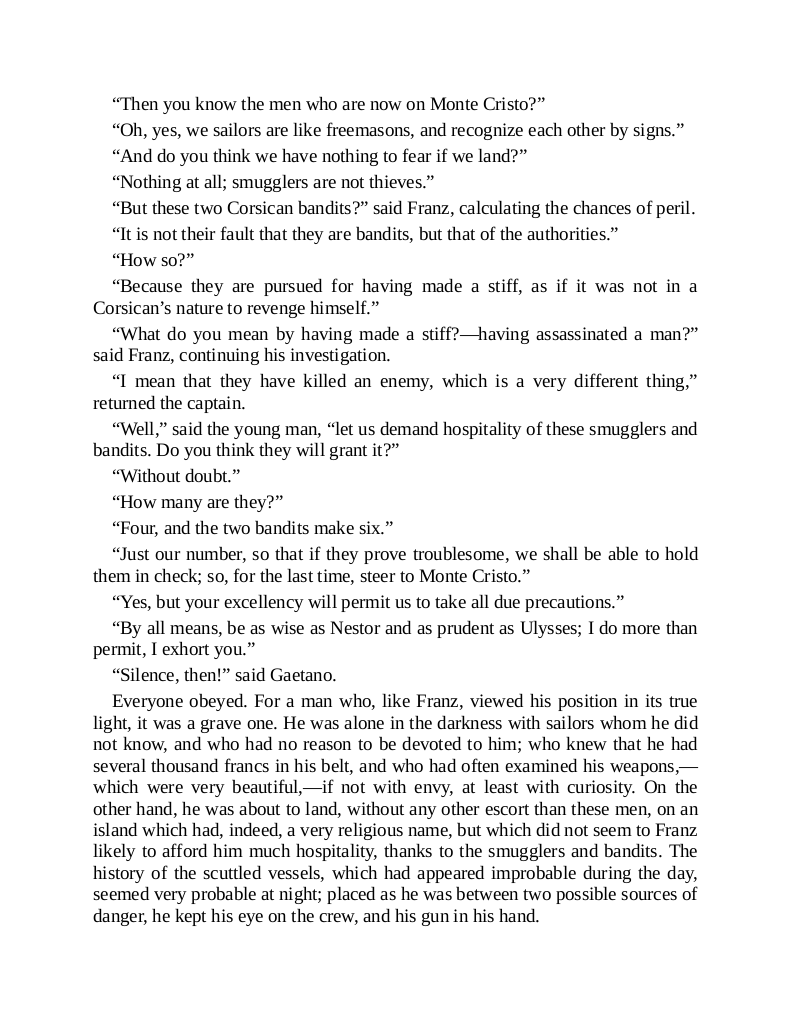 “Then you know the men who are now on Monte Cristo?”
“Oh, yes, we sailors are like freemasons, and recognize each other by signs.”
“And do you think we have nothing to fear if we land?”
“Nothing at all; smugglers are not thieves.”
“But these two Corsican bandits?” said Franz, calculating the chances of peril.
“It is not their fault that they are bandits, but that of the authorities.”
“How so?”
“Because they are pursued for having made a stiff, as if it was not in a
Corsican’s nature to revenge himself.”
“What do you mean by having made a stiff?—having assassinated a man?”
said Franz, continuing his investigation.
“I mean that they have killed an enemy, which is a very different thing,”
returned the captain.
“Well,” said the young man, “let us demand hospitality of these smugglers and
bandits. Do you think they will grant it?”
“Without doubt.”
“How many are they?”
“Four, and the two bandits make six.”
“Just our number, so that if they prove troublesome, we shall be able to hold
them in check; so, for the last time, steer to Monte Cristo.”
“Yes, but your excellency will permit us to take all due precautions.”
“By all means, be as wise as Nestor and as prudent as Ulysses; I do more than
permit, I exhort you.”
“Silence, then!” said Gaetano.
Everyone obeyed. For a man who, like Franz, viewed his position in its true
light, it was a grave one. He was alone in the darkness with sailors whom he did
not know, and who had no reason to be devoted to him; who knew that he had
several thousand francs in his belt, and who had often examined his weapons,—
which were very beautiful,—if not with envy, at least with curiosity. On the
other hand, he was about to land, without any other escort than these men, on an
island which had, indeed, a very religious name, but which did not seem to Franz
likely to afford him much hospitality, thanks to the smugglers and bandits. The
history of the scuttled vessels, which had appeared improbable during the day,
seemed very probable at night; placed as he was between two possible sources of
danger, he kept his eye on the crew, and his gun in his hand.